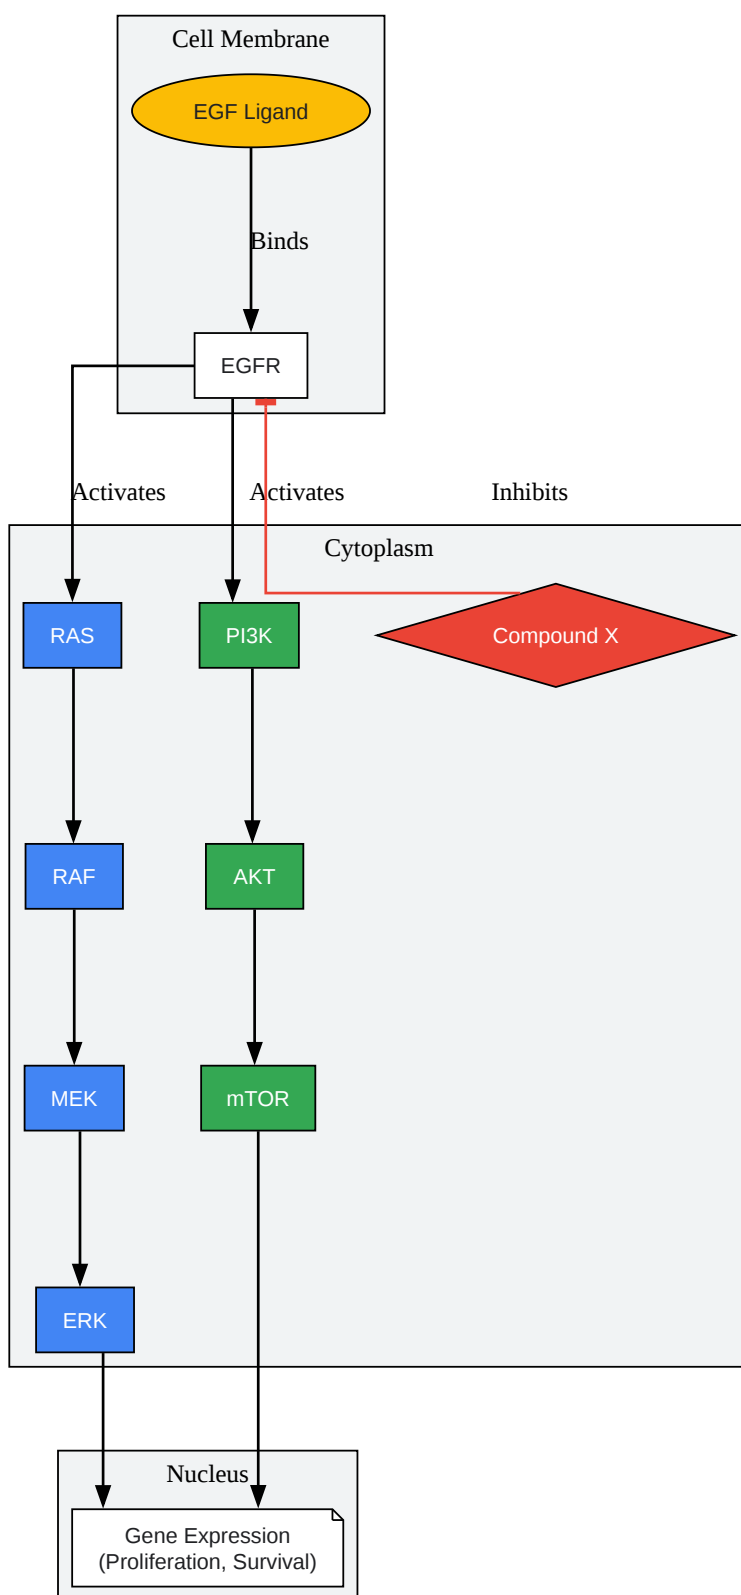 Cell Membrane
EGF Ligand
Binds
EGFR
Activates
Activates
Inhibits
Cytoplasm
RAS
PI3K
Compound X
RAF
AKT
MEK
mTOR
ERK
Nucleus
Gene Expression
(Proliferation, Survival)